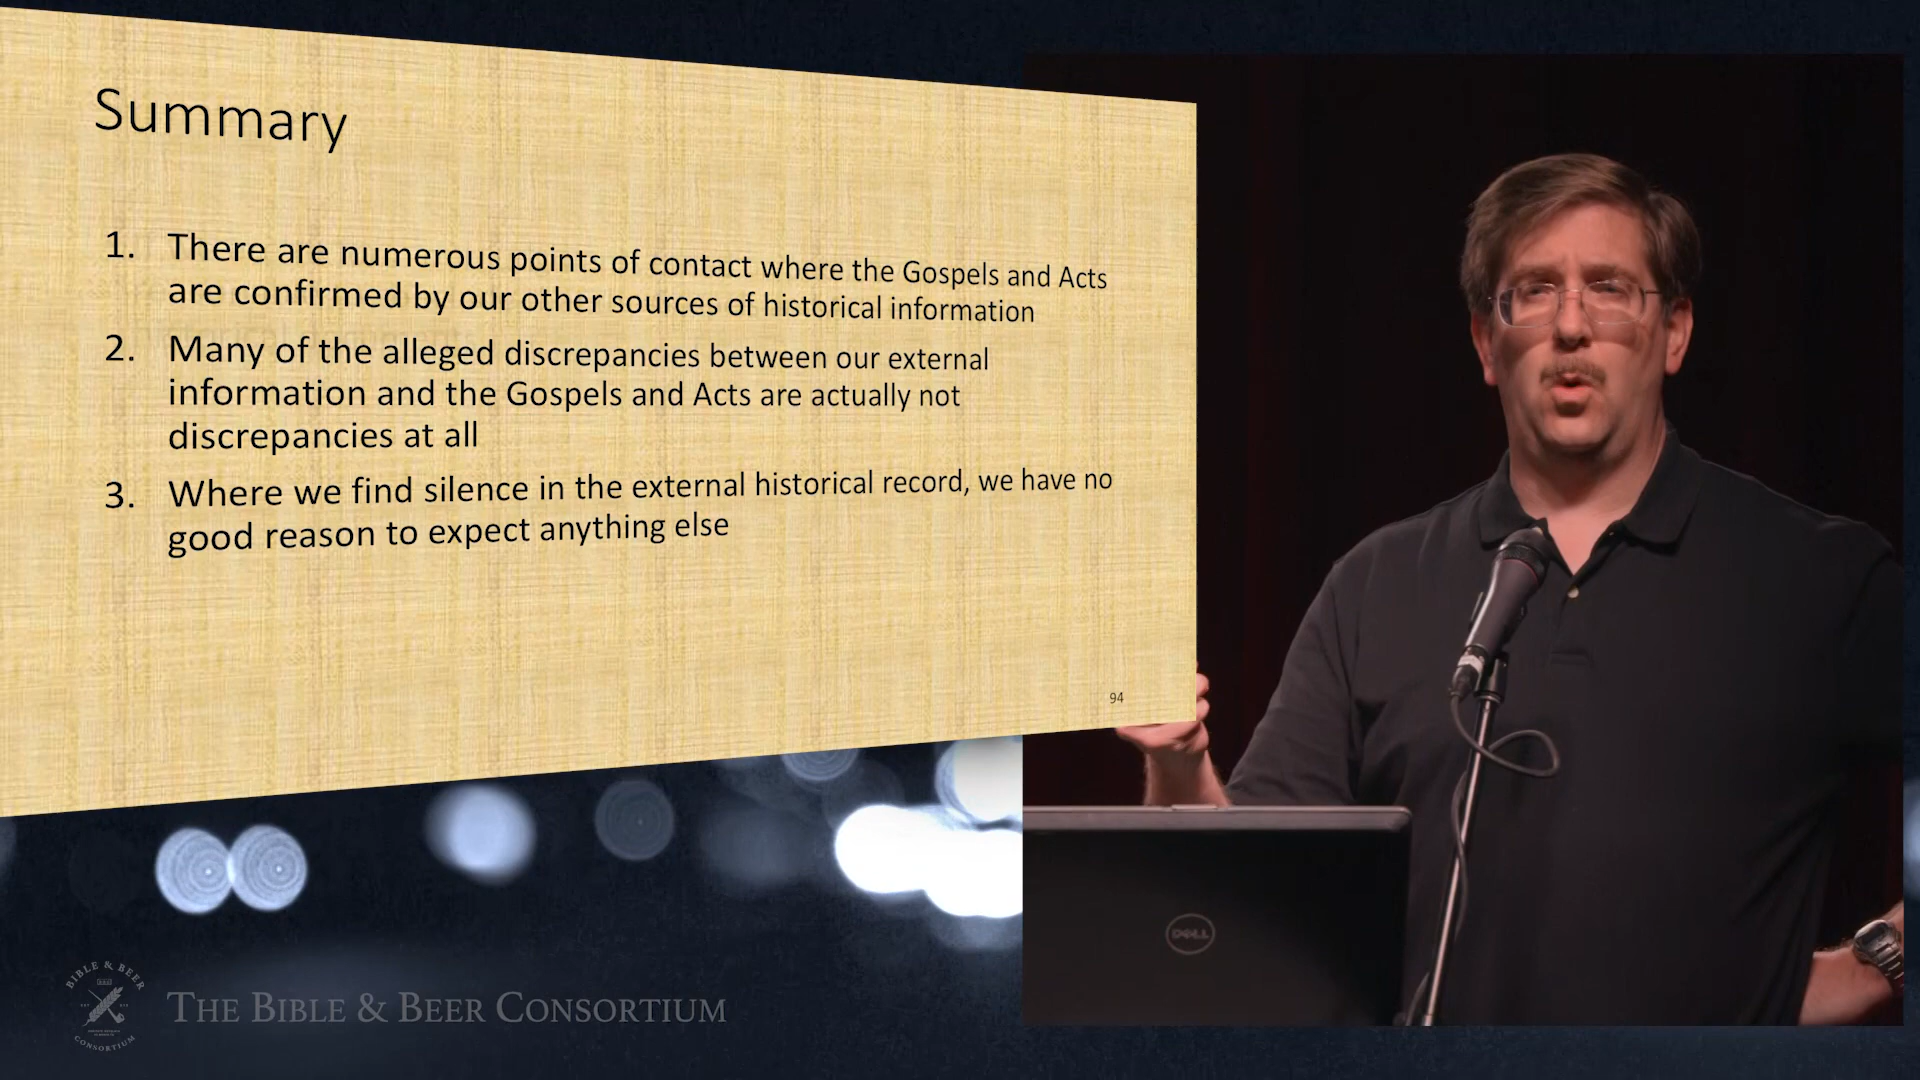 Summary
1. There are numerous points of contact where the Gospels and Acts
are confirmed by our other sources of historical information
2. Many of the alleged discrepancies between our external
information and the Gospels and Acts are actually not
discrepancies at all
3. Where we find silence in the external historical record, we have no
good reason to expect anything else
94
DELL
BIBLE & BEER
CONSORTIUM
THE BIBLE & BEER CONSORTIUM